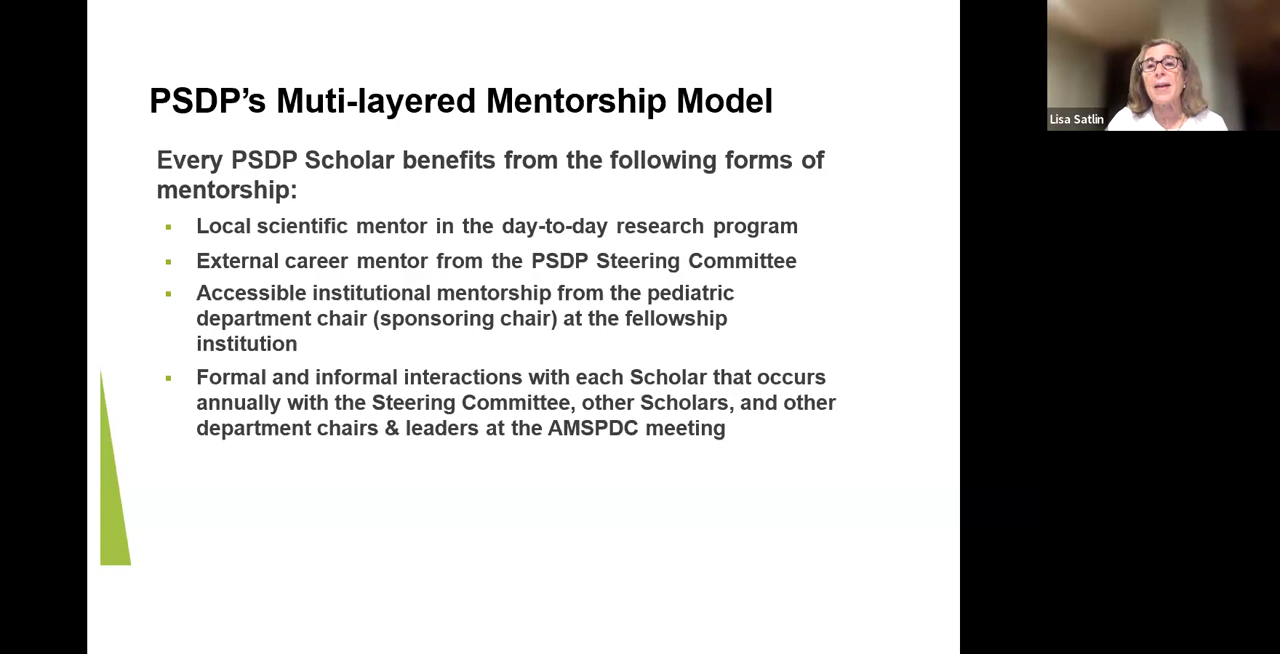 PSDP's Muti-layered Mentorship Model
Every PSDP Scholar benefits from the following forms of
mentorship:
Local scientific mentor in the day-to-day research program
External career mentor from the PSDP Steering Committee
Accessible institutional mentorship from the pediatric
department chair (sponsoring chair) at the fellowship
institution
Formal and informal interactions with each Scholar that occurs
annually with the Steering Committee, other Scholars, and other
department chairs & leaders at the AMSPDC meeting
Lisa Satlin